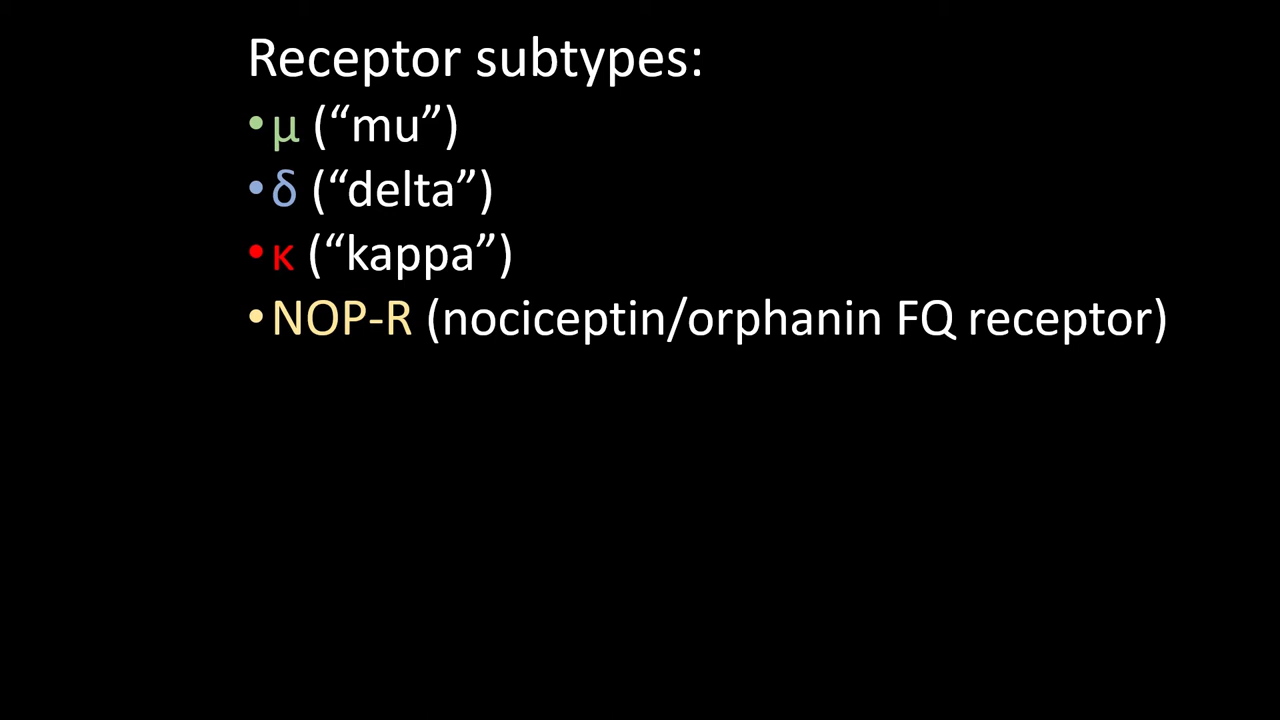 Receptor subtypes:
•μ (“mu”)
•δ (“delta”)
•κ (“kappa”)
•NOP-R (nociceptin/orphanin FQ receptor)